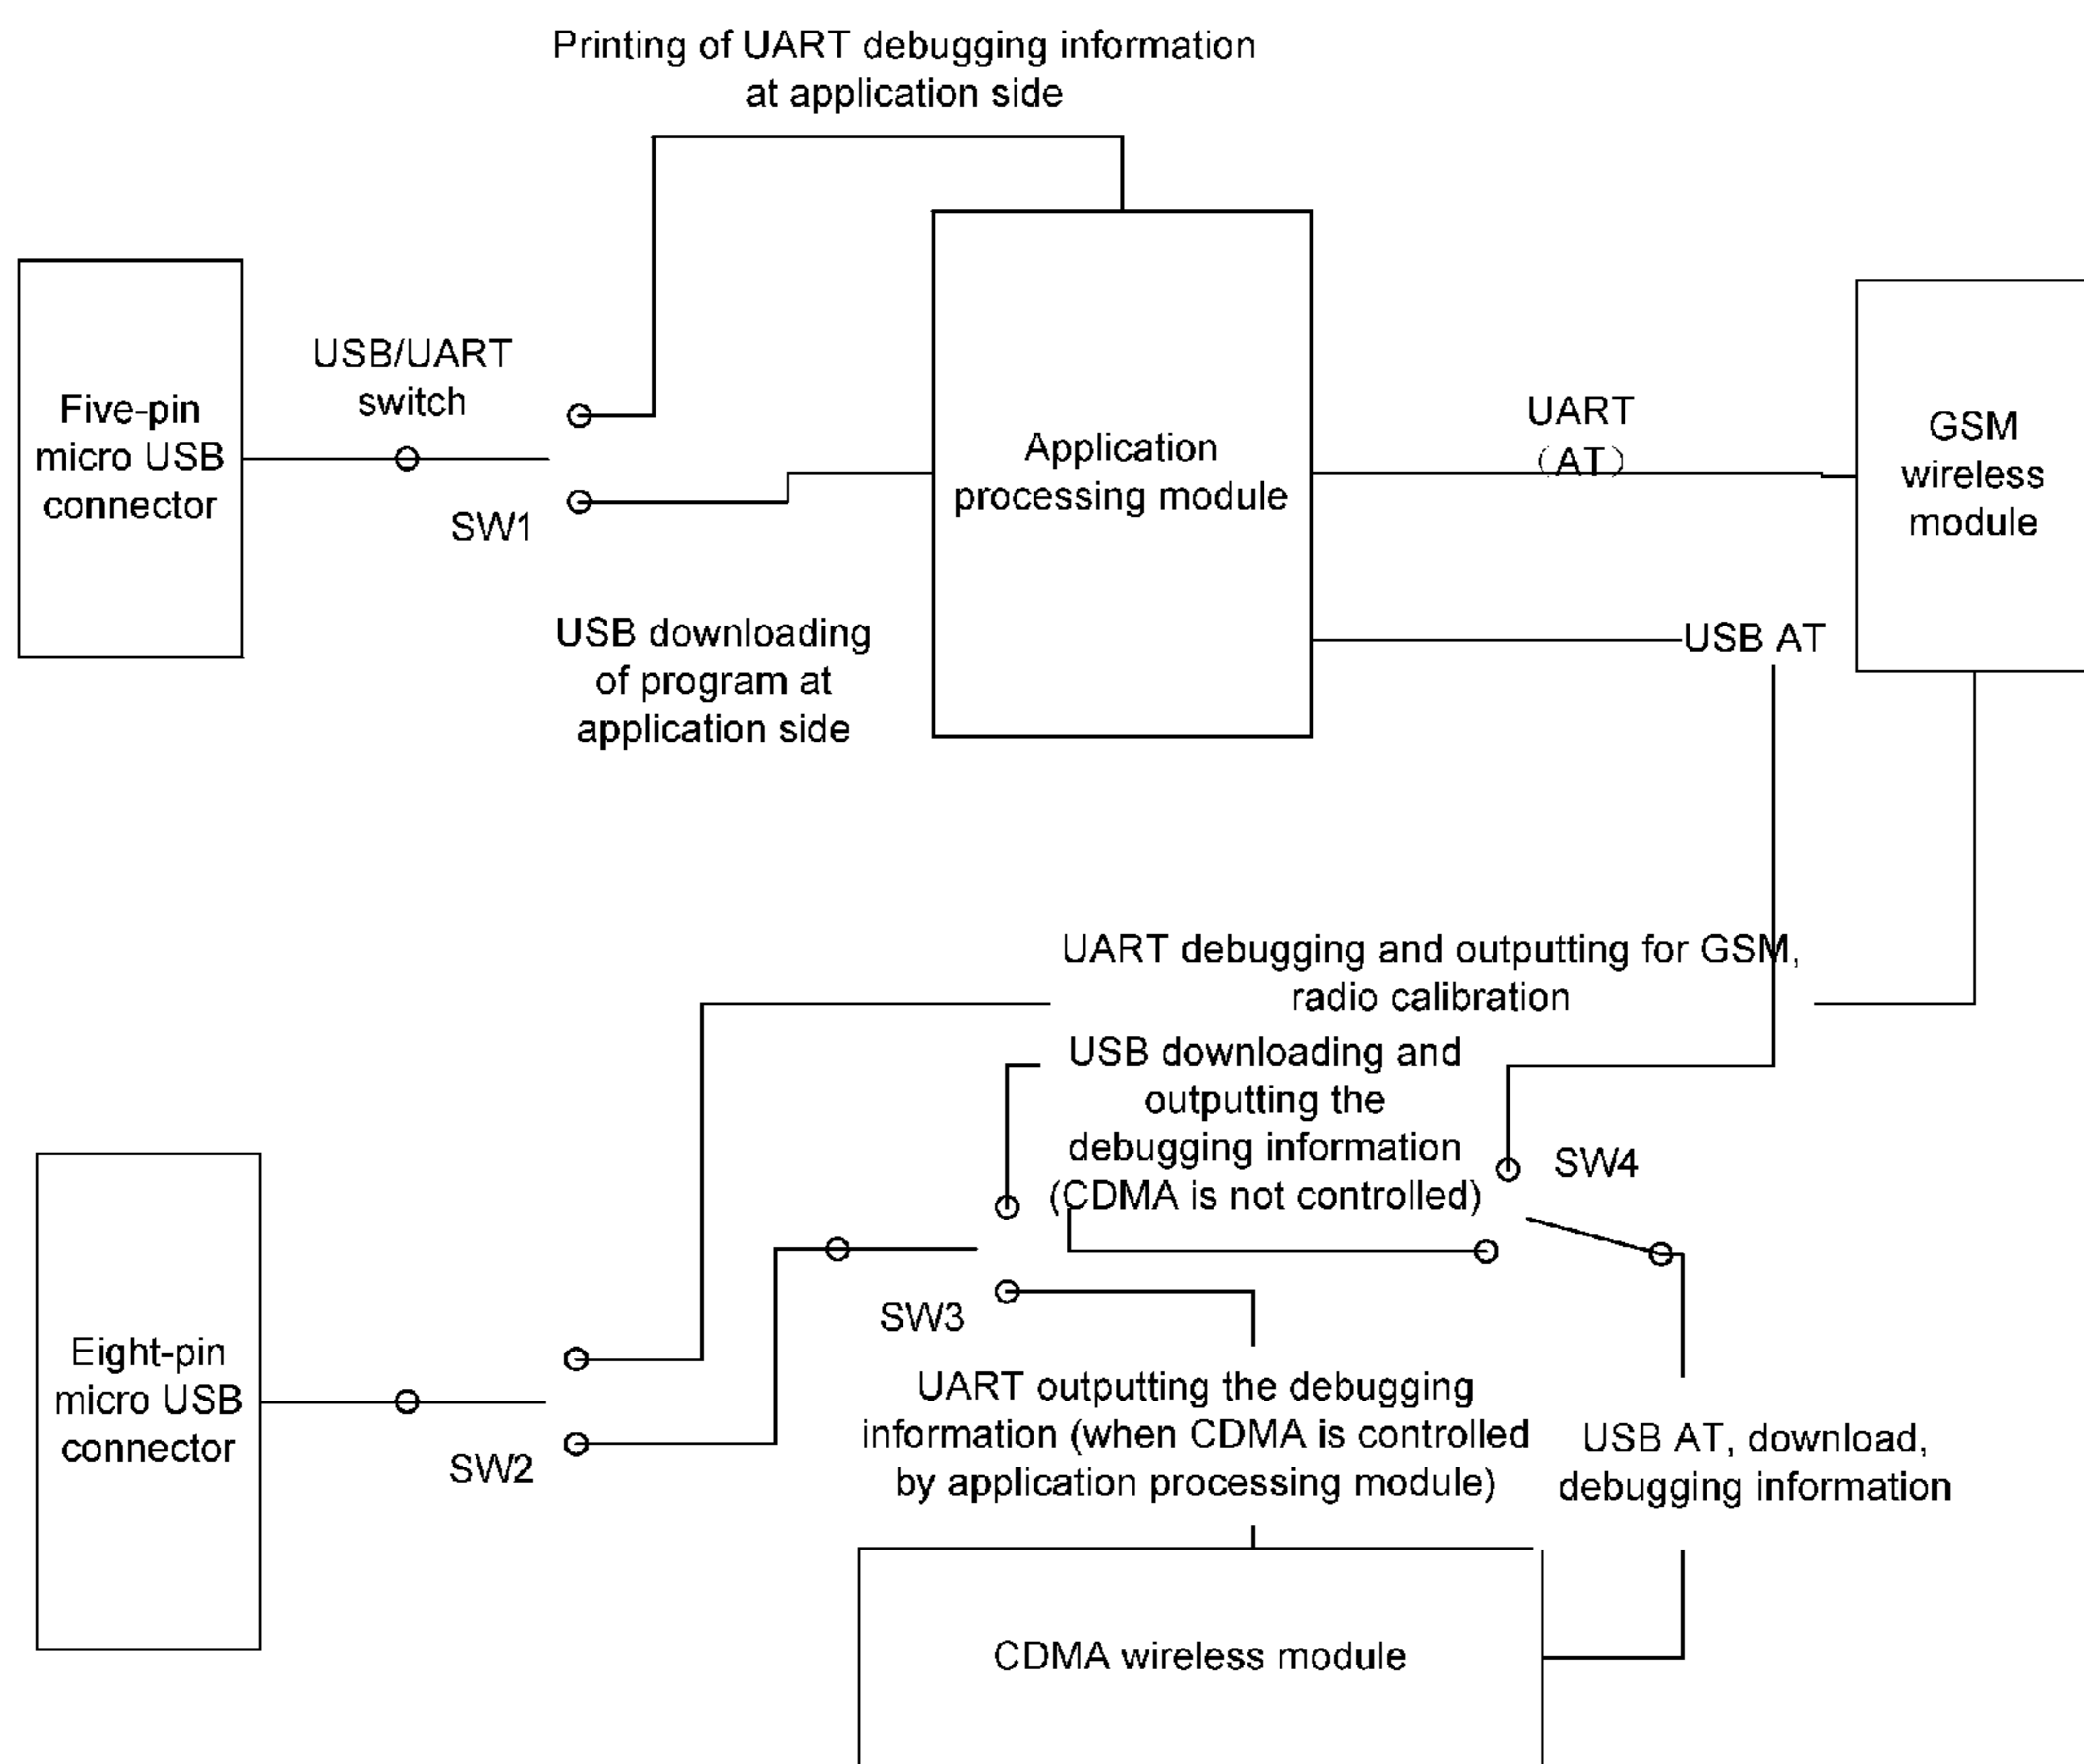 Printing of UART debugging information
at application side
USB/UART
switch
Five-pin
micro USB
connector
SW1
Application
processing module
UART
(AT)
GSM
wireless
module
USB downloading
of program at
application side
USB AT
UART debugging and outputting for GSM,
radio calibration
USB downloading and
outputting the
debugging information
(CDMA is not controlled)
SW4
SW3
Eight-pin
micro USB
connector
SW2
UART outputting the debugging
information (when CDMA is controlled
by application processing module)
USB AT, download,
debugging information
CDMA wireless module